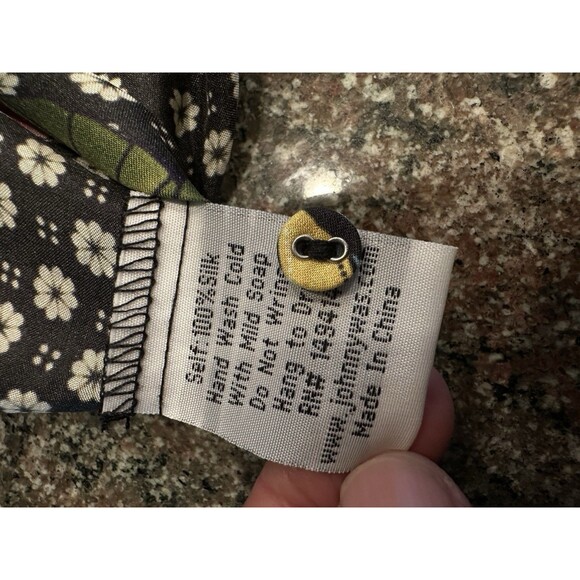 Self:100%Silk
Hand Wash Cold
With Mild Soap
Do Not
Hang to
RN# 1494
www.johnnywas.com
Made In China